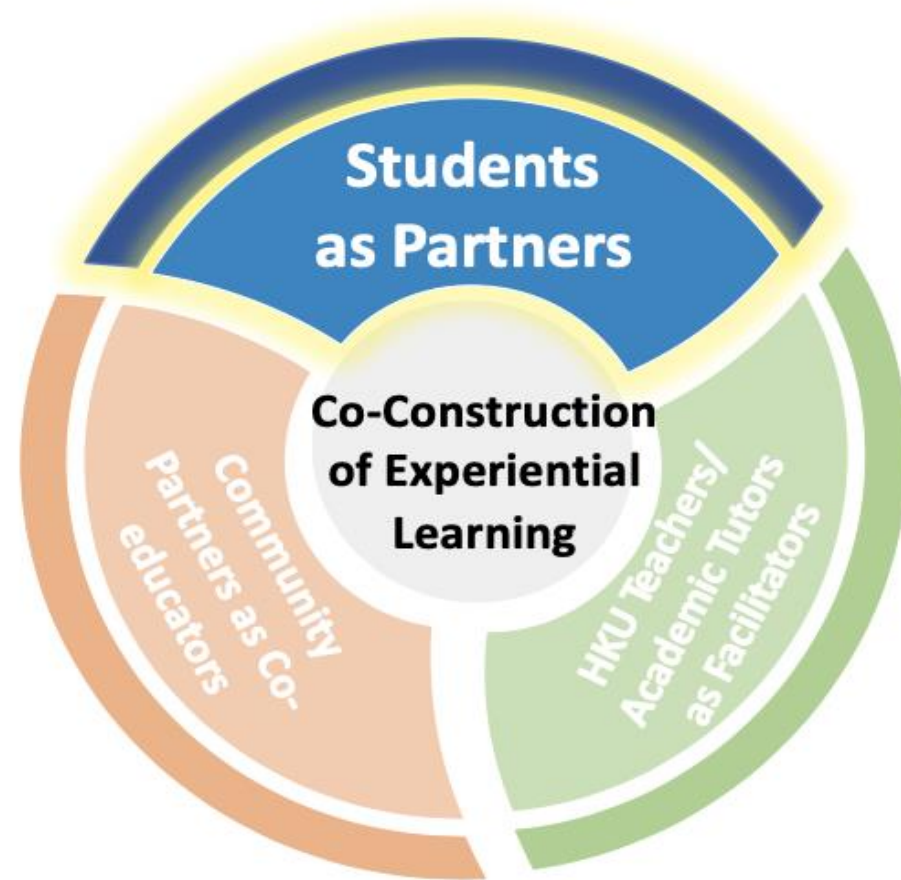 Students
as Partners
Co-Construction
of Experiential
Learning
Community
Partners as Co-
educators
HKU Teachers/
Academic Tutors
as Facilitators